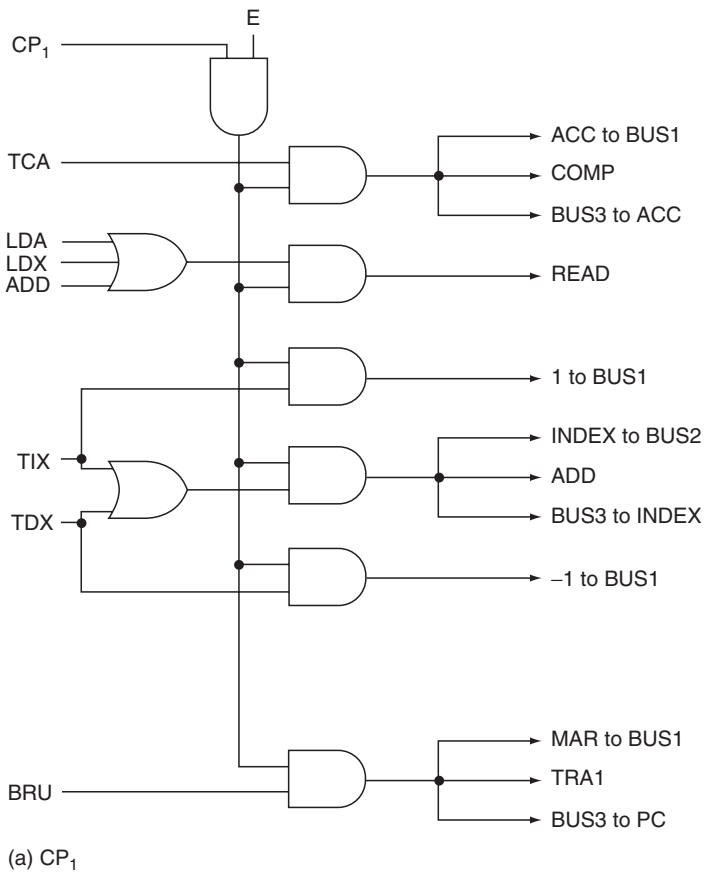 E
CP1
TCA
ACC to BUS1
COMP
BUS3 to ACC
LDA
LDX
ADD
READ
1 to BUS1
TIX
TDX
INDEX to BUS2
ADD
BUS3 to INDEX
–1 to BUS1
BRU
MAR to BUS1
TRA1
BUS3 to PC
(a) CP1